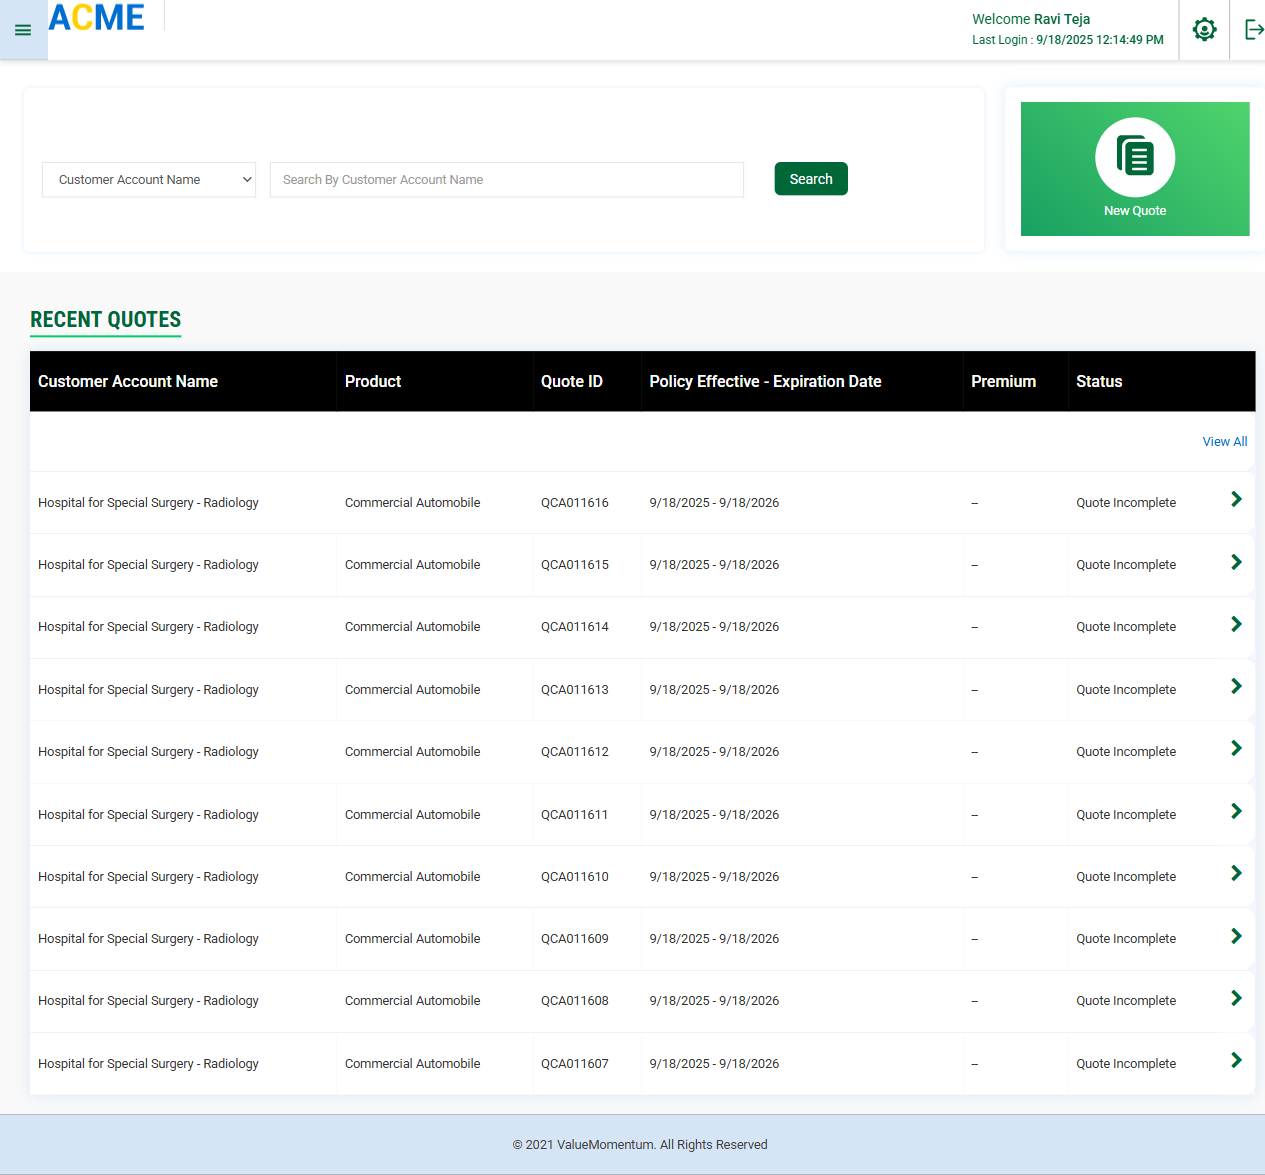 ACME
Welcome Ravi Teja
Last Login : 9/18/2025 12:14:49 PM
Customer Account Name
Search By Customer Account Name
Search
New Quote
RECENT QUOTES
Customer Account Name Product Quote ID Policy Effective - Expiration Date Premium Status
View All
Hospital for Special Surgery - Radiology Commercial Automobile QCA011616 9/18/2025 - 9/18/2026 -- Quote Incomplete
Hospital for Special Surgery - Radiology Commercial Automobile QCA011615 9/18/2025 - 9/18/2026 -- Quote Incomplete
Hospital for Special Surgery - Radiology Commercial Automobile QCA011614 9/18/2025 - 9/18/2026 -- Quote Incomplete
Hospital for Special Surgery - Radiology Commercial Automobile QCA011613 9/18/2025 - 9/18/2026 -- Quote Incomplete
Hospital for Special Surgery - Radiology Commercial Automobile QCA011612 9/18/2025 - 9/18/2026 -- Quote Incomplete
Hospital for Special Surgery - Radiology Commercial Automobile QCA011611 9/18/2025 - 9/18/2026 -- Quote Incomplete
Hospital for Special Surgery - Radiology Commercial Automobile QCA011610 9/18/2025 - 9/18/2026 -- Quote Incomplete
Hospital for Special Surgery - Radiology Commercial Automobile QCA011609 9/18/2025 - 9/18/2026 -- Quote Incomplete
Hospital for Special Surgery - Radiology Commercial Automobile QCA011608 9/18/2025 - 9/18/2026 -- Quote Incomplete
Hospital for Special Surgery - Radiology Commercial Automobile QCA011607 9/18/2025 - 9/18/2026 -- Quote Incomplete
© 2021 ValueMomentum. All Rights Reserved